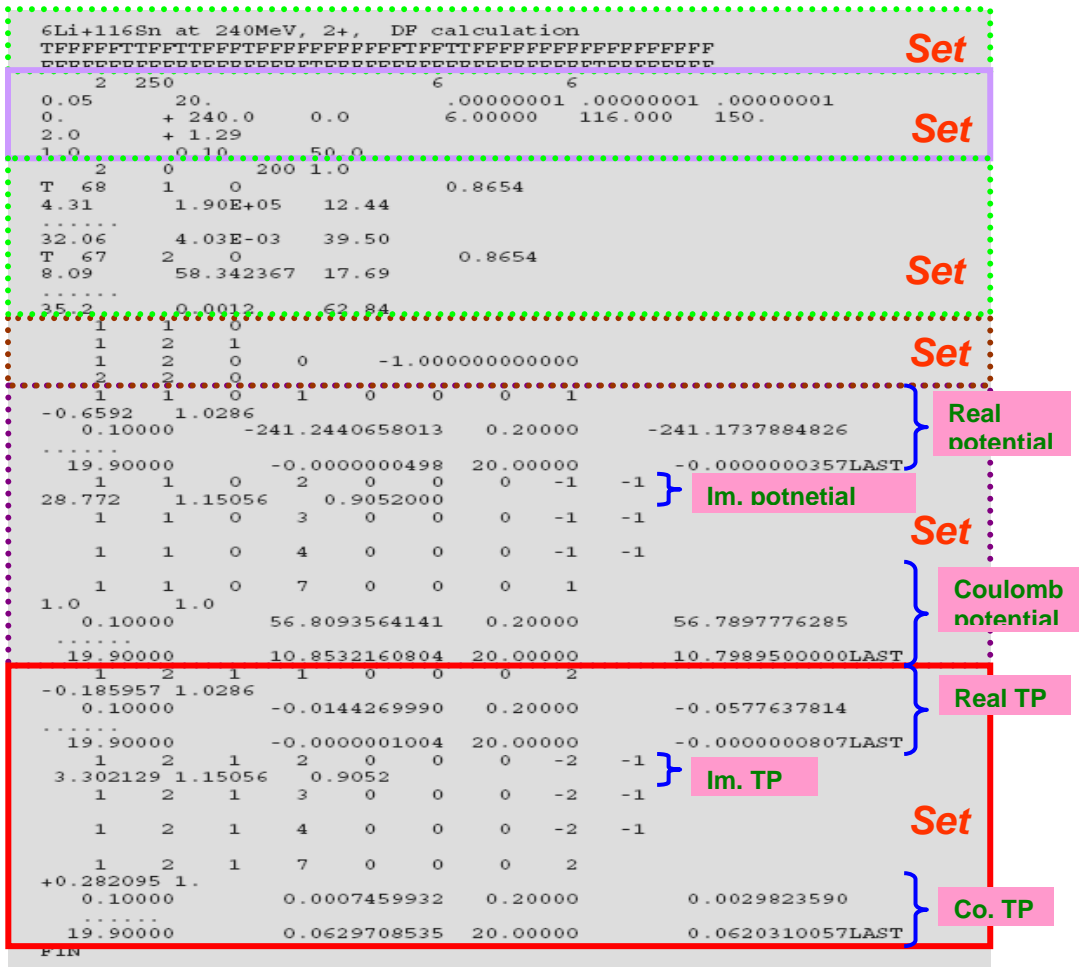 6Li+116Sn at 240MeV, 2+, DF calculation
TFFFFFTTFFTTFFFTFFFFFFFFFFFTFFTTFFFFFFFFFFFFFFFFFF
Set
2 250 6 6
0.05 20. .00000001 .00000001 .00000001
0. + 240.0 0.0 6.00000 116.000 150.
2.0 + 1.29
Set
1.0 0.10 50.0
2 0 200 1.0
T 68 1 0 0.8654
4.31 1.90E+05 12.44
......
32.06 4.03E-03 39.50
T 67 2 0 0.8654
8.09 58.342367 17.69
Set
......
35.2 0.0012 62.84
1 1 0
1 2 1
1 2 0 0 -1.000000000000
Set
2 2 0
1 1 0 1 0 0 0 1
-0.6592 1.0286
Real
0.10000 -241.2440658013 0.20000 -241.1737884826
potential
......
19.90000 -0.0000000498 20.00000 -0.0000000357LAST
1 1 0 2 0 0 0 -1 -1
28.772 1.15056 0.9052000
Im. potnetial
1 1 0 3 0 0 0 -1 -1
Set
1 1 0 4 0 0 0 -1 -1
1 1 0 7 0 0 0 1
Coulomb
1.0 1.0
0.10000 56.8093564141 0.20000 56.7897776285
potential
......
19.90000 10.8532160804 20.00000 10.7989500000LAST
1 2 1 1 0 0 0 2
-0.185957 1.0286
Real TP
0.10000 -0.0144269990 0.20000 -0.0577637814
......
19.90000 -0.0000001004 20.00000 -0.0000000807LAST
1 2 1 2 0 0 0 -2 -1
3.302129 1.15056 0.9052
Im. TP
1 2 1 3 0 0 0 -2 -1
Set
1 2 1 4 0 0 0 -2 -1
1 2 1 7 0 0 0 2
+0.282095 1.
0.10000 0.0007459932 0.20000 0.0029823590
Co. TP
......
19.90000 0.0629708535 20.00000 0.0620310057LAST
FIN